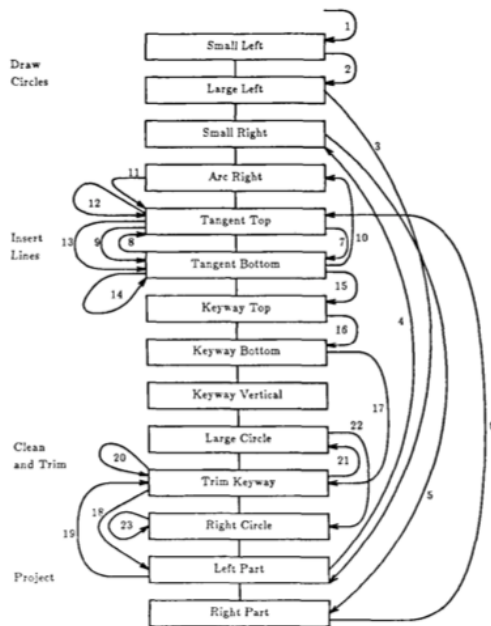 1
Small Left
2
Draw
Circles
Large Left
Small Right
3
11
Arc Right
12
Tangent Top
13
9
8
7
10
Insert
Lines
Tangent Bottom
14
15
Keyway Top
4
16
Keyway Bottom
Keyway Vertical
17
Large Circle
22
Clean
and Trim
20
21
Trim Keyway
5
18
19
23
Right Circle
Left Part
Project
Right Part